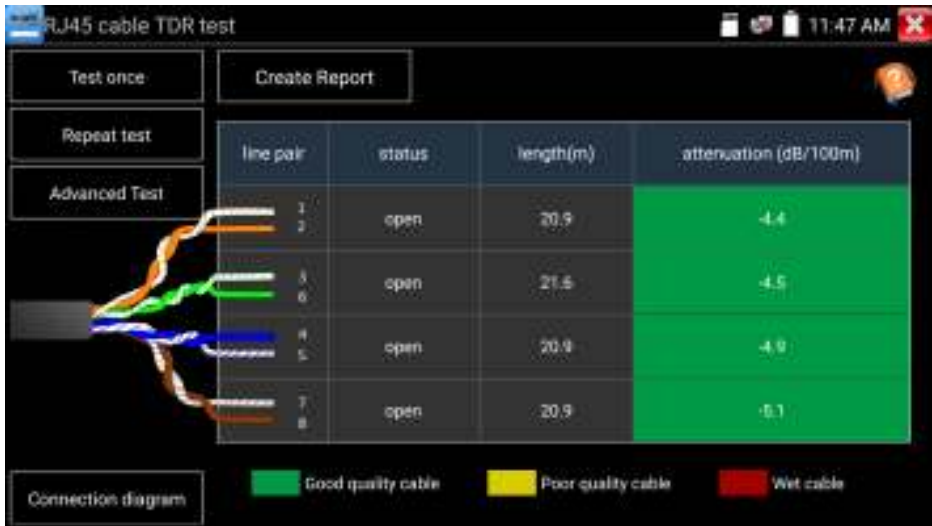 RJ45 cable TDR test 11:47 AM
Test once
Create Report
Repeat test
Advanced Test
line pair status length(m) attenuation (dB/100m)
1
2 open 20.9 -4.4
3
6 open 21.6 -4.5
4
5 open 20.9 -4.9
7
8 open 20.9 -5.1
Good quality cable Poor quality cable Wet cable
Connection diagram